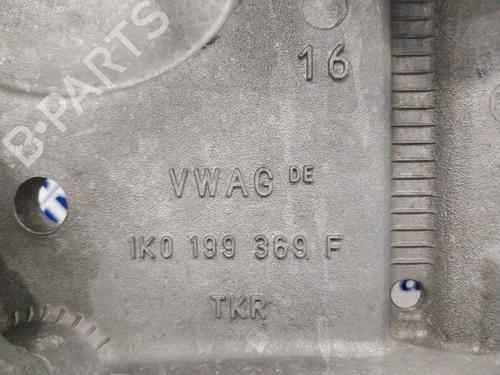 B-PARTS
16
VWAG DE
1K0 199 369 F
TKR
a